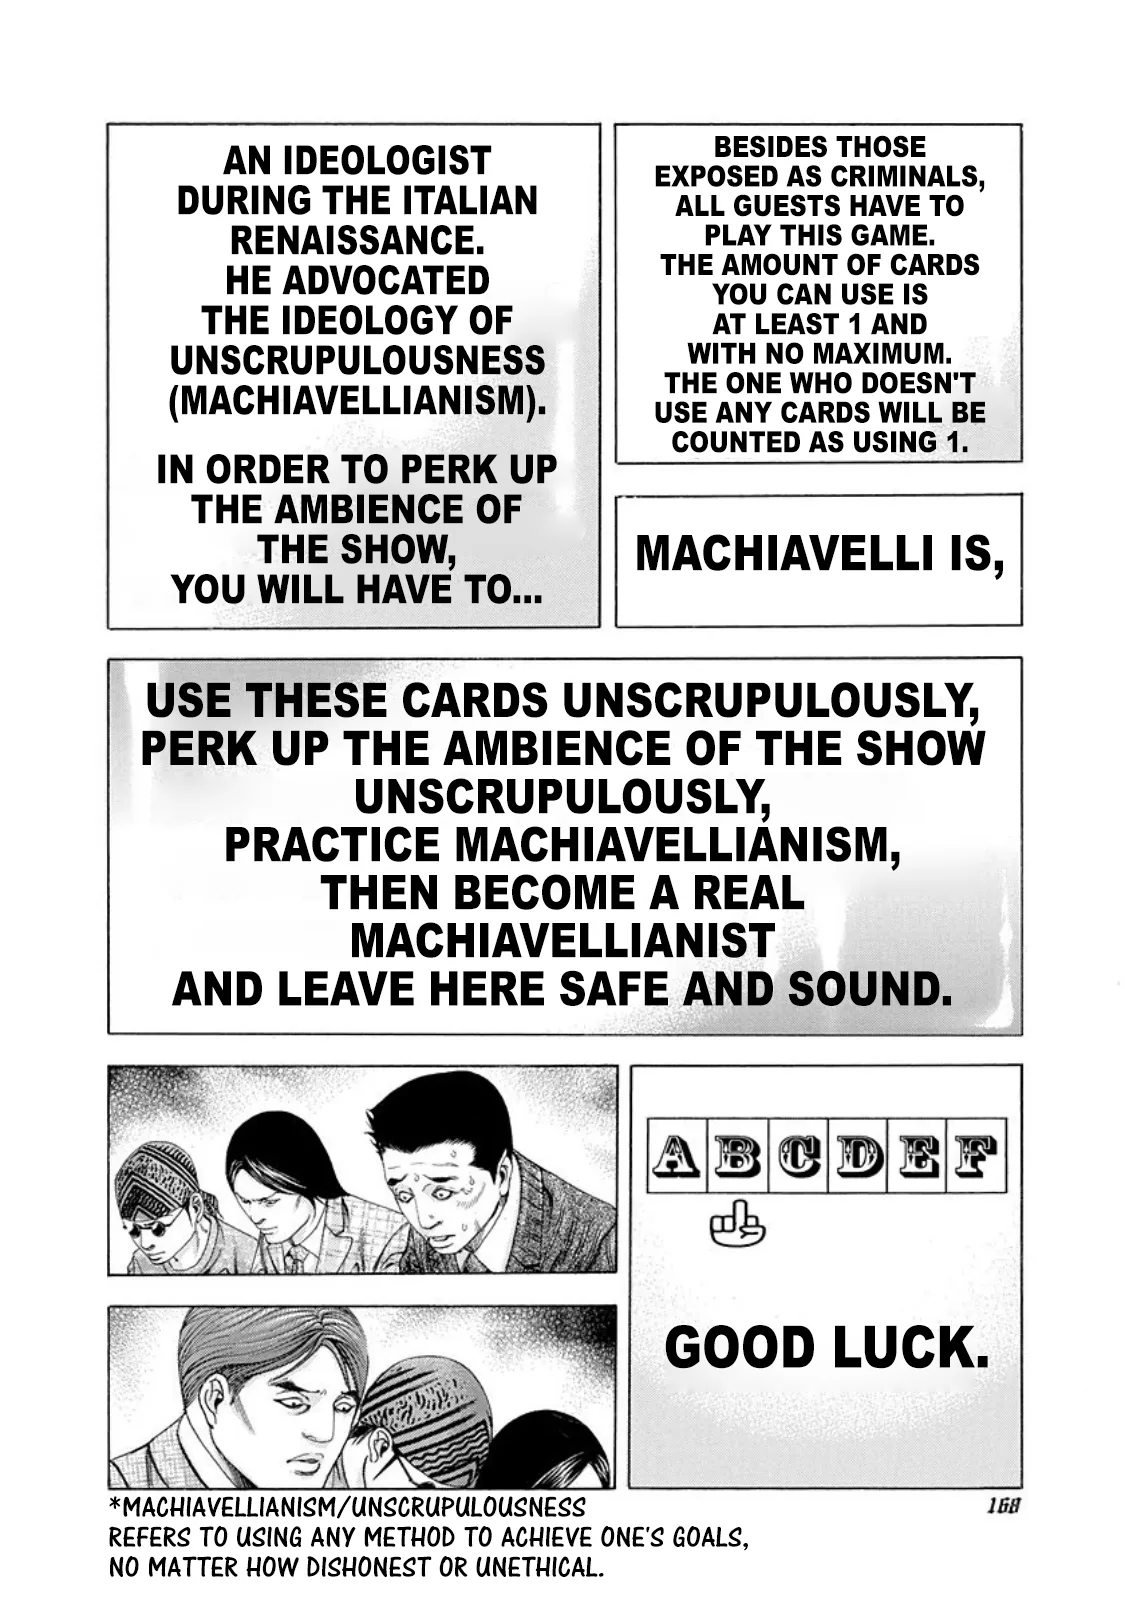 BESIDES THOSE
EXPOSED AS CRIMINALS,
ALL GUESTS HAVE TO
PLAY THIS GAME.
THE AMOUNT OF CARDS
YOU CAN USE IS
AT LEAST 1 AND
WITH NO MAXIMUM.
THE ONE WHO DOESN'T
USE ANY CARDS WILL BE
COUNTED AS USING 1.
MACHIAVELLI IS,
AN IDEOLOGIST
DURING THE ITALIAN
RENAISSANCE.
HE ADVOCATED
THE IDEOLOGY OF
UNSCRUPULOUSNESS
(MACHIAVELLIANISM).
IN ORDER TO PERK UP
THE AMBIENCE OF
THE SHOW,
YOU WILL HAVE TO...
USE THESE CARDS UNSCRUPULOUSLY,
PERK UP THE AMBIENCE OF THE SHOW
UNSCRUPULOUSLY,
PRACTICE MACHIAVELLIANISM,
THEN BECOME A REAL
MACHIAVELLIANIST
AND LEAVE HERE SAFE AND SOUND.
A B C D E F
GOOD LUCK.
*MACHIAVELLIANISM/UNSCRUPULOUSNESS
REFERS TO USING ANY METHOD TO ACHIEVE ONE'S GOALS,
NO MATTER HOW DISHONEST OR UNETHICAL.
168